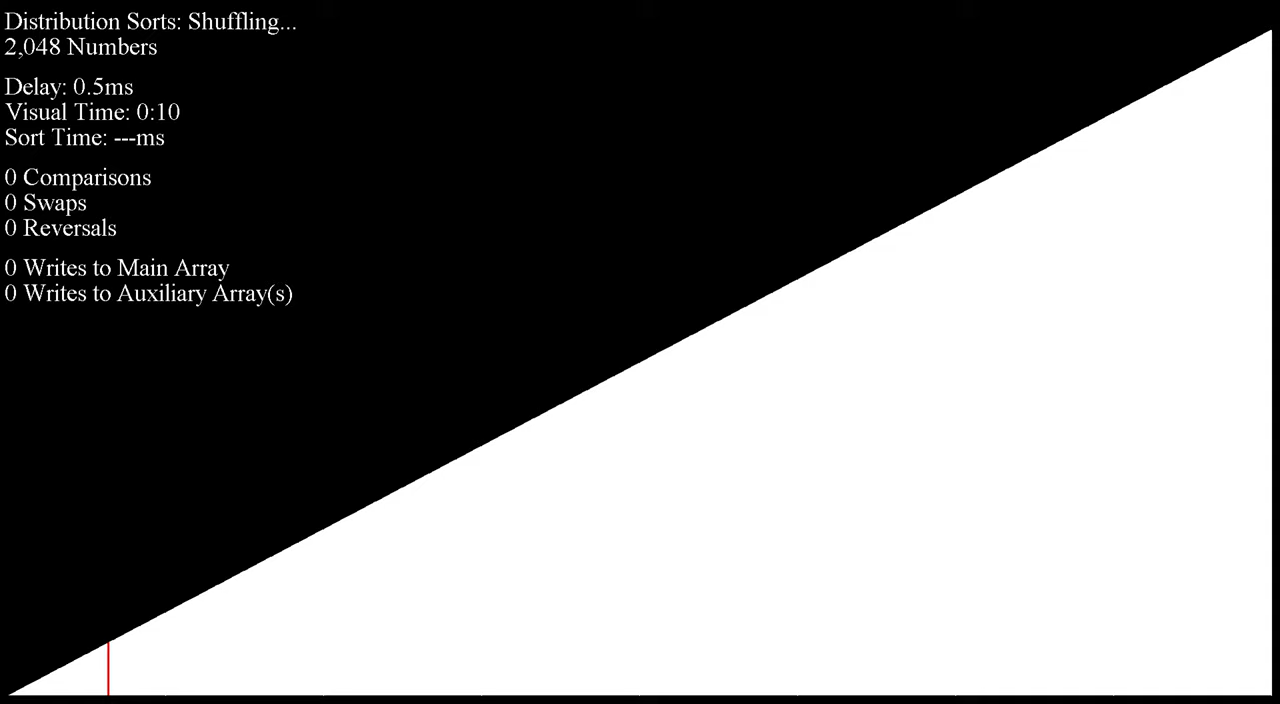 Distribution Sorts: Shuffling...
2,048 Numbers
Delay: 0.5ms
Visual Time: 0:10
Sort Time: ---ms
0 Comparisons
0 Swaps
0 Reversals
0 Writes to Main Array
0 Writes to Auxiliary Array(s)